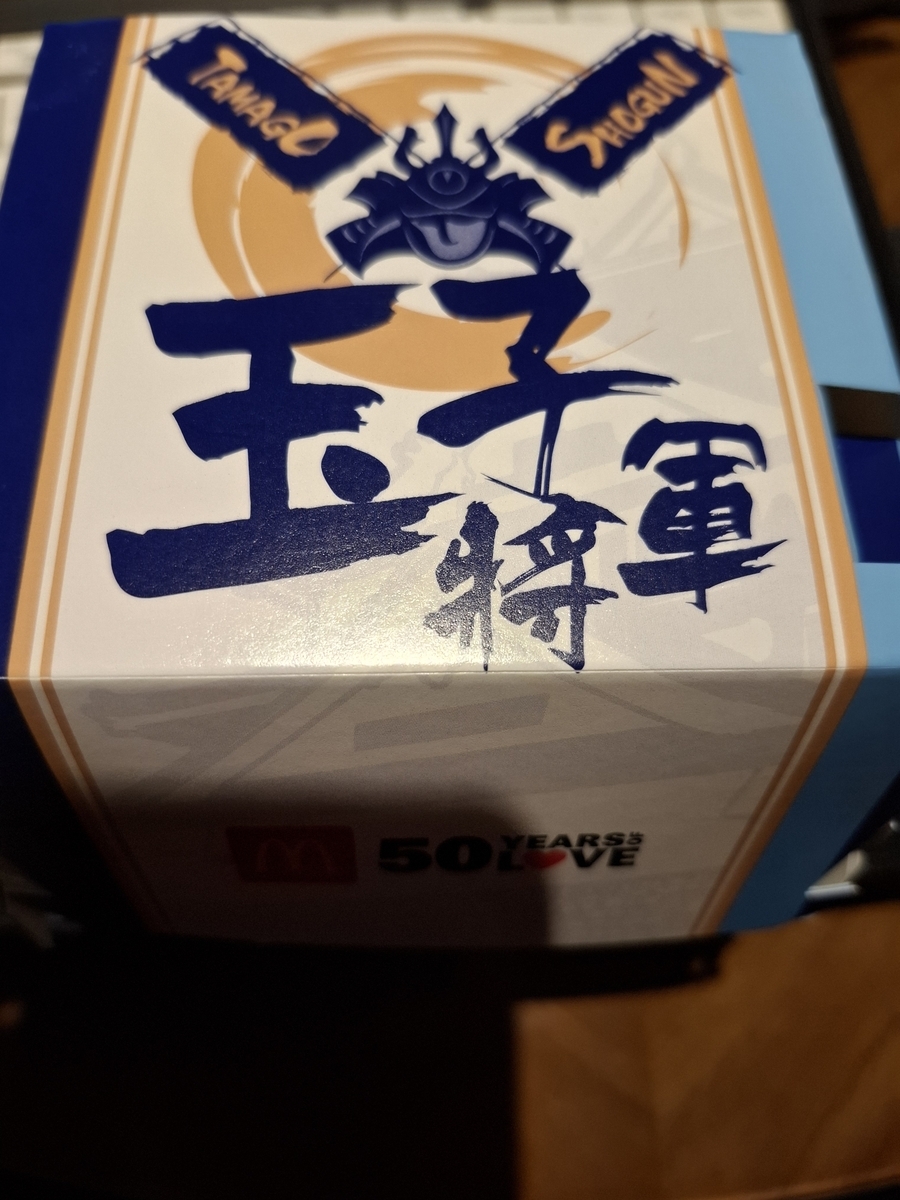 TAMAGO
SHOGUN
玉子
將軍
M
50 YEARS OF LOVE